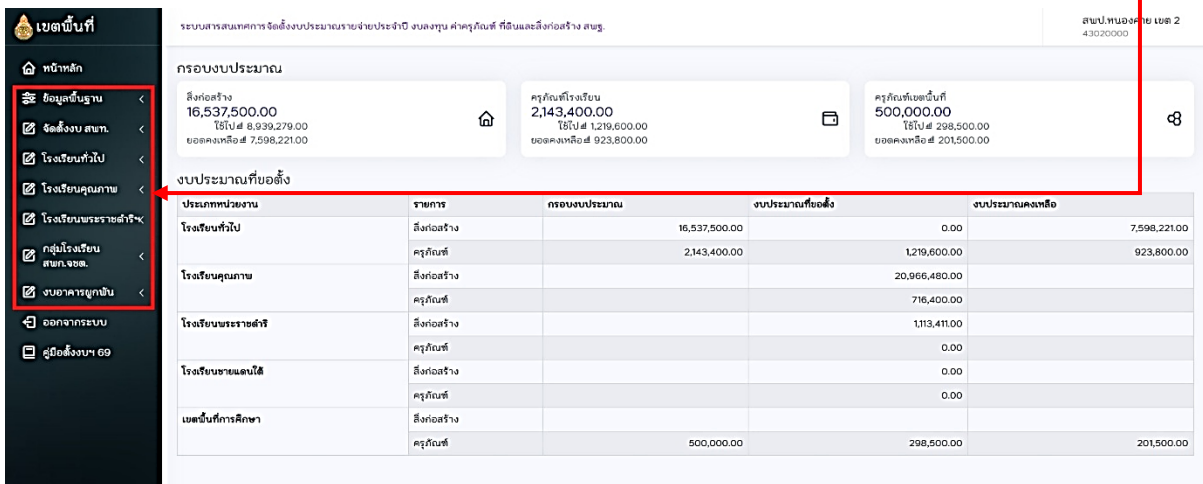 เขตพื้นที่
ระบบสารสนเทศการจัดตั้งงบประมาณรายจ่ายประจำปี งบลงทุน ค่าครุภัณฑ์ ที่ดินและสิ่งก่อสร้าง สพฐ.
สพป.หนองคาย เขต 2
43020000
หน้าหลัก
ข้อมูลพื้นฐาน
จัดตั้งงบ สพท.
โรงเรียนทั่วไป
โรงเรียนคุณภาพ
โรงเรียนพระราชดำริฯ
กลุ่มโรงเรียน
สพก.จชต.
งบอาคารผูกพัน
ออกจากระบบ
คู่มือตั้งงบฯ 69
กรอบงบประมาณ
สิ่งก่อสร้าง
16,537,500.00
ใช้ไป 8,939,279.00
ยอดคงเหลือ 7,598,221.00
ครุภัณฑ์โรงเรียน
2,143,400.00
ใช้ไป 1,219,600.00
ยอดคงเหลือ 923,800.00
ครุภัณฑ์เขตพื้นที่
500,000.00
ใช้ไป 298,500.00
ยอดคงเหลือ 201,500.00
งบประมาณที่ขอตั้ง
ประเภทหน่วยงาน รายการ กรอบงบประมาณ งบประมาณที่ขอตั้ง งบประมาณคงเหลือ
โรงเรียนทั่วไป สิ่งก่อสร้าง 16,537,500.00 0.00 7,598,221.00
ครุภัณฑ์ 2,143,400.00 1,219,600.00 923,800.00
โรงเรียนคุณภาพ สิ่งก่อสร้าง 20,966,480.00
ครุภัณฑ์ 716,400.00
โรงเรียนพระราชดำริ สิ่งก่อสร้าง 1,113,411.00
ครุภัณฑ์ 0.00
โรงเรียนชายแดนใต้ สิ่งก่อสร้าง 0.00
ครุภัณฑ์ 0.00
เขตพื้นที่การศึกษา สิ่งก่อสร้าง
ครุภัณฑ์ 500,000.00 298,500.00 201,500.00